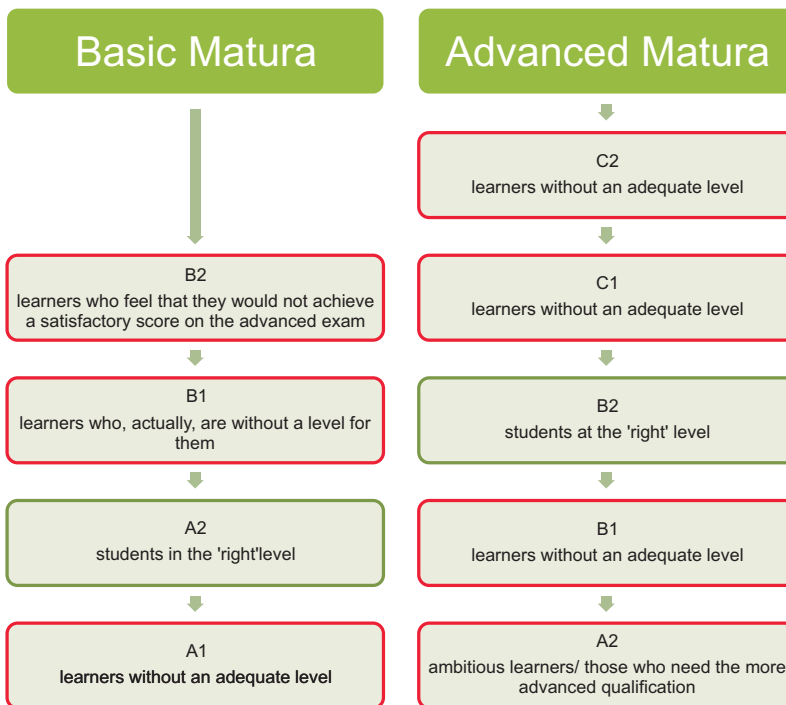 Basic Matura
B2
learners who feel that they would not achieve
a satisfactory score on the advanced exam
B1
learners who, actually, are without a level for
them
A2
students in the 'right'level
A1
learners without an adequate level
Advanced Matura
C2
learners without an adequate level
C1
learners without an adequate level
B2
students at the 'right' level
B1
learners without an adequate level
A2
ambitious learners/ those who need the more
advanced qualification